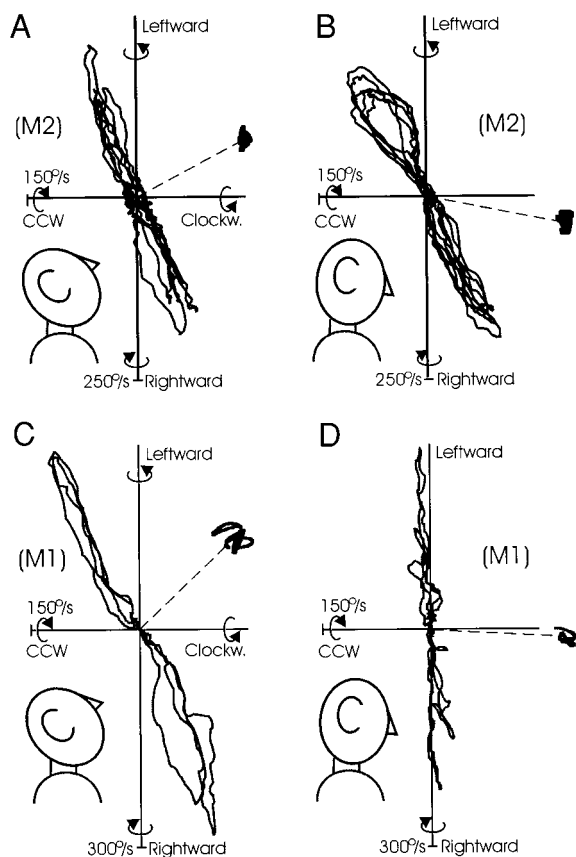 A
Leftward
(M2)
150°/s
CCW
Clockw.
250°/s Rightward
B
Leftward
(M2)
150°/s
CCW
250°/s Rightward
C
Leftward
(M1)
150°/s
CCW
Clockw.
300°/s Rightward
D
Leftward
(M1)
150°/s
CCW
300°/s Rightward